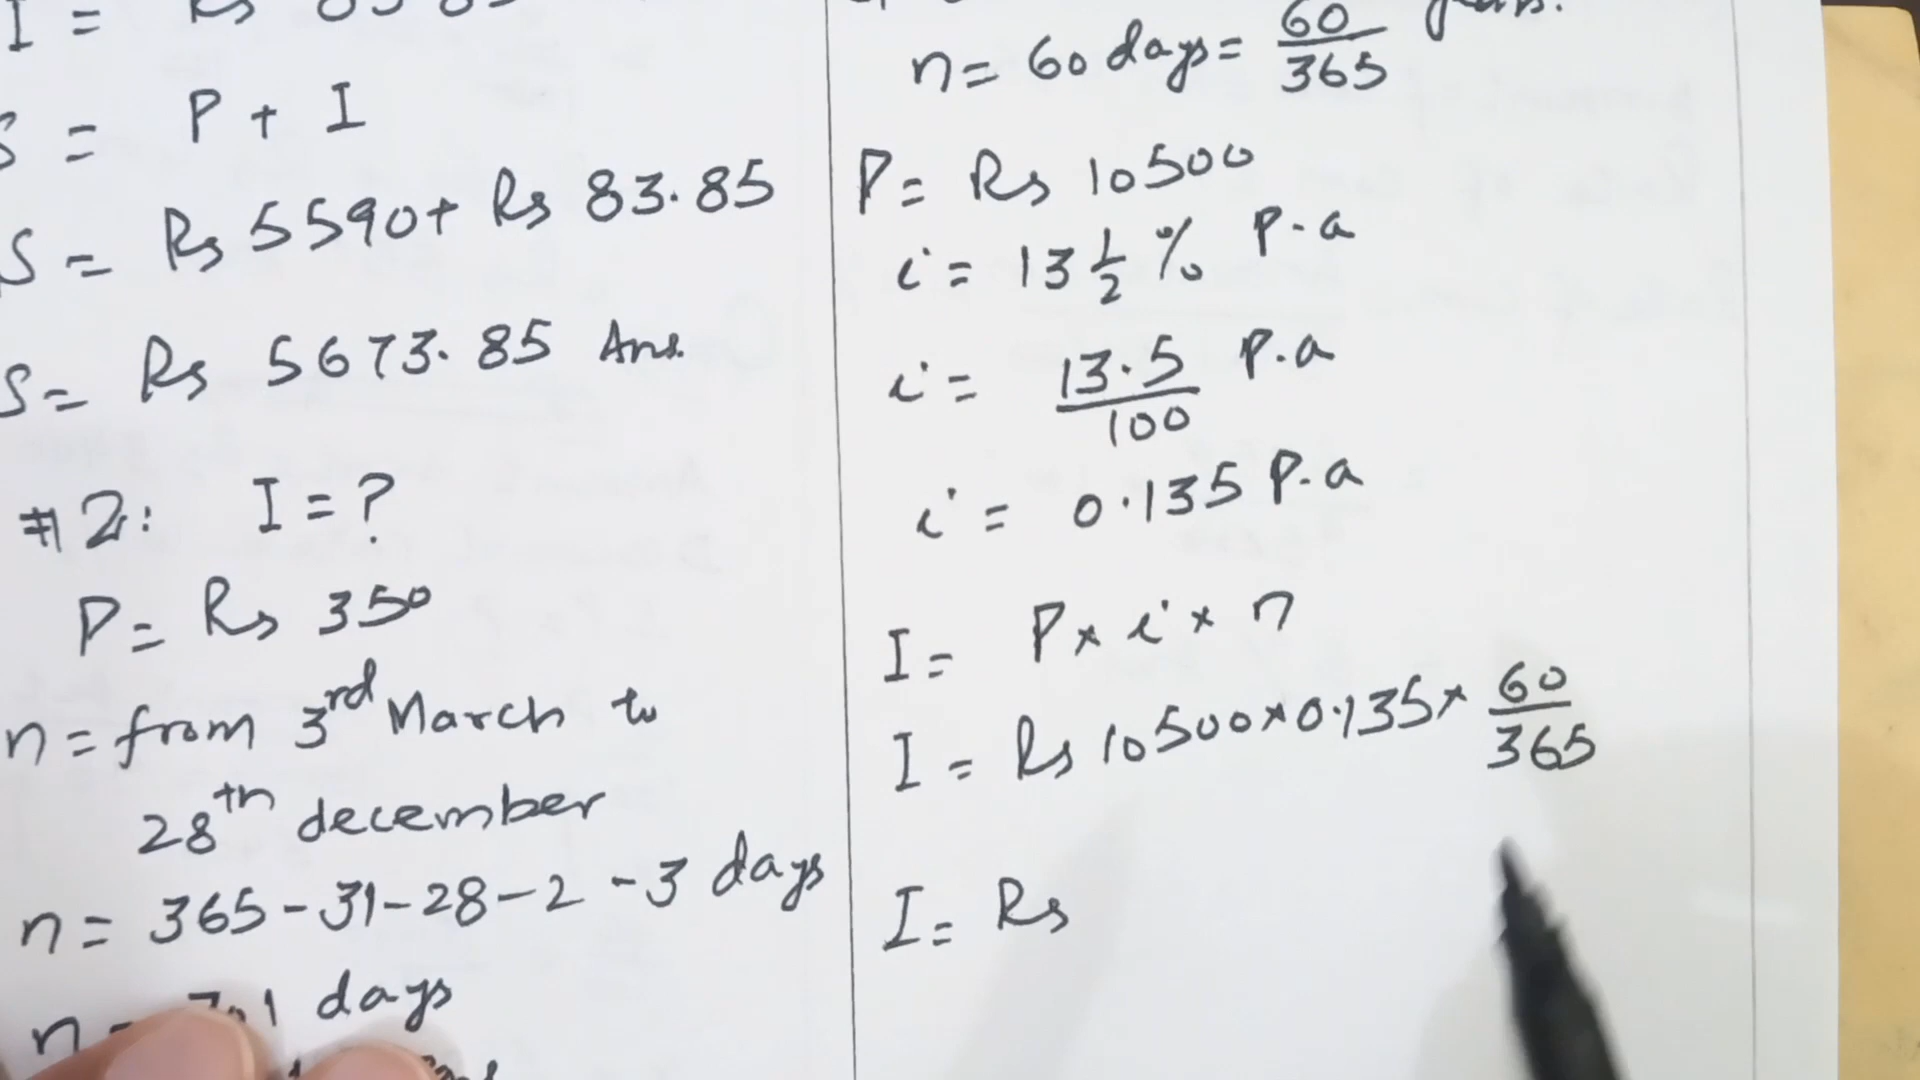 I = Rs
S = P + I
S = Rs 5590 + Rs 83.85
S = Rs 5673.85 Ans.
#2: I = ?
P = Rs 350
n = from 3rd March to
28th december
n = 365-31-28-2-3 days
n = 1 days
n = 60 days = 60/365
P = Rs 10500
i = 13 1/2 % P.a
i = 13.5/100 P.a
i = 0.135 P.a
I = P × i × n
I = Rs 10500×0.135× 60/365
I = Rs